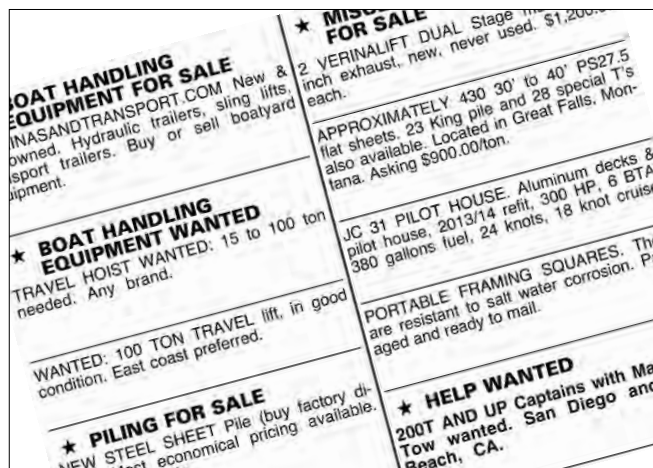 BOAT HANDLING
EQUIPMENT FOR SALE
INASANDTRANSPORT.COM New &
owned. Hydraulic trailers, sling lifts,
sport trailers. Buy or sell boatyard
uipment.
★ BOAT HANDLING
EQUIPMENT WANTED
TRAVEL HOIST WANTED: 15 to 100 ton
needed. Any brand.
WANTED: 100 TON TRAVEL lift, in good
condition. East coast preferred.
★ PILING FOR SALE
NEW STEEL SHEET Pile (buy factory di-
economical pricing available.
★
FOR SALE
2 VERINALIFT DUAL Stage
inch exhaust, new, never used. $1,200.
each.
APPROXIMATELY 430 30' to 40' PS27.5
flat sheets. 23 King pile and 28 special T's
also available. Located in Great Falls, Mon-
tana. Asking $900.00/ton.
JC 31 PILOT HOUSE. Aluminum decks &
pilot house, 2013/14 refit, 300 HP, 6 BTA
380 gallons fuel, 24 knots, 18 knot cruise
PORTABLE FRAMING SQUARES. Th
are resistant to salt water corrosion. P
aged and ready to mail.
★ HELP WANTED
200T AND UP Captains with Ma
Tow wanted. San Diego and
Beach, CA.